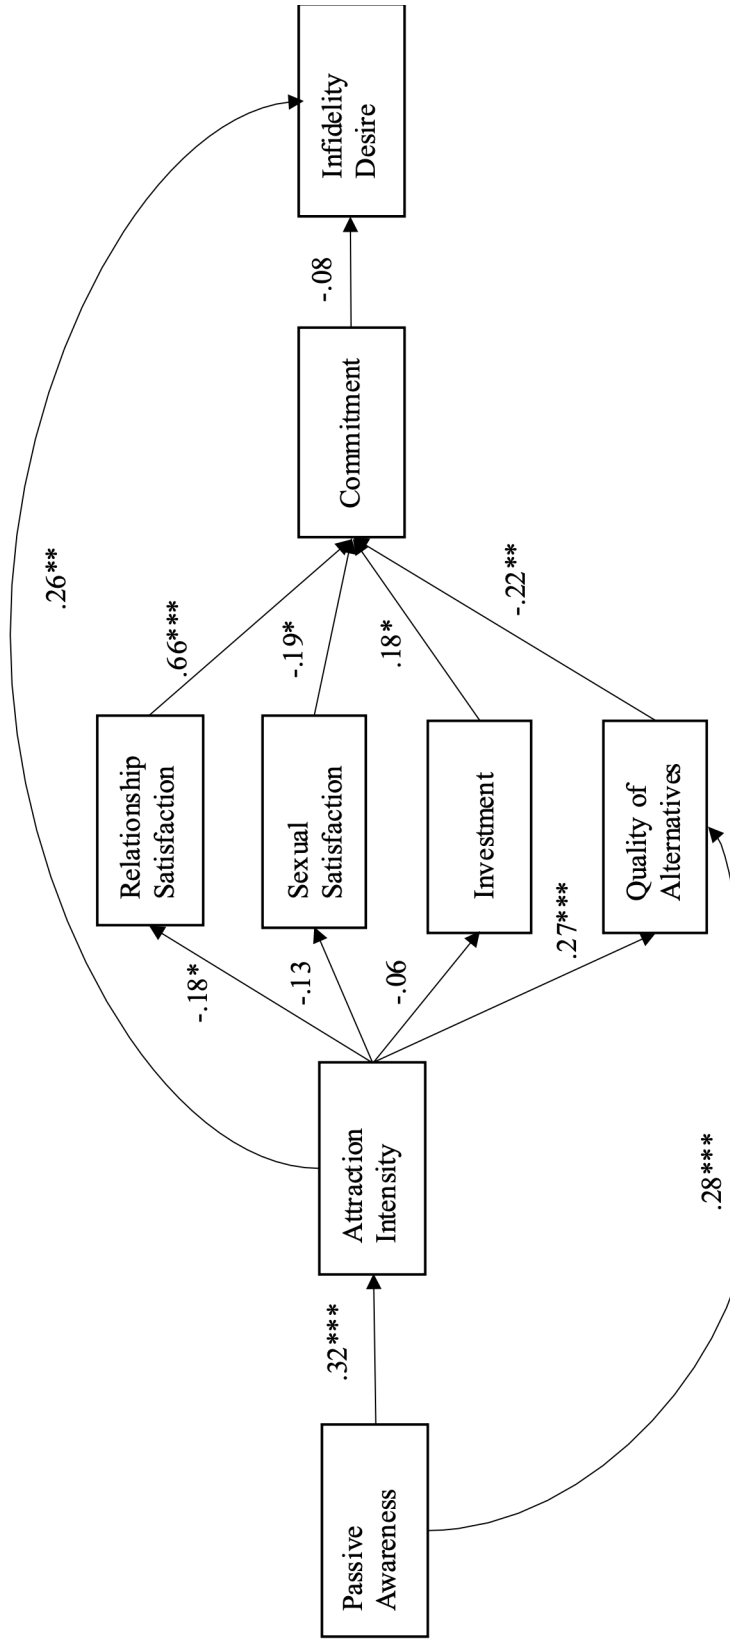 Passive
Awareness
.32***
Attraction
Intensity
.26**
-.18*
-.13
-.06
.27***
.28***
Relationship
Satisfaction
Sexual
Satisfaction
Investment
Quality of
Alternatives
.66***
-.19*
.18*
-.22**
Commitment
-.08
Infidelity
Desire